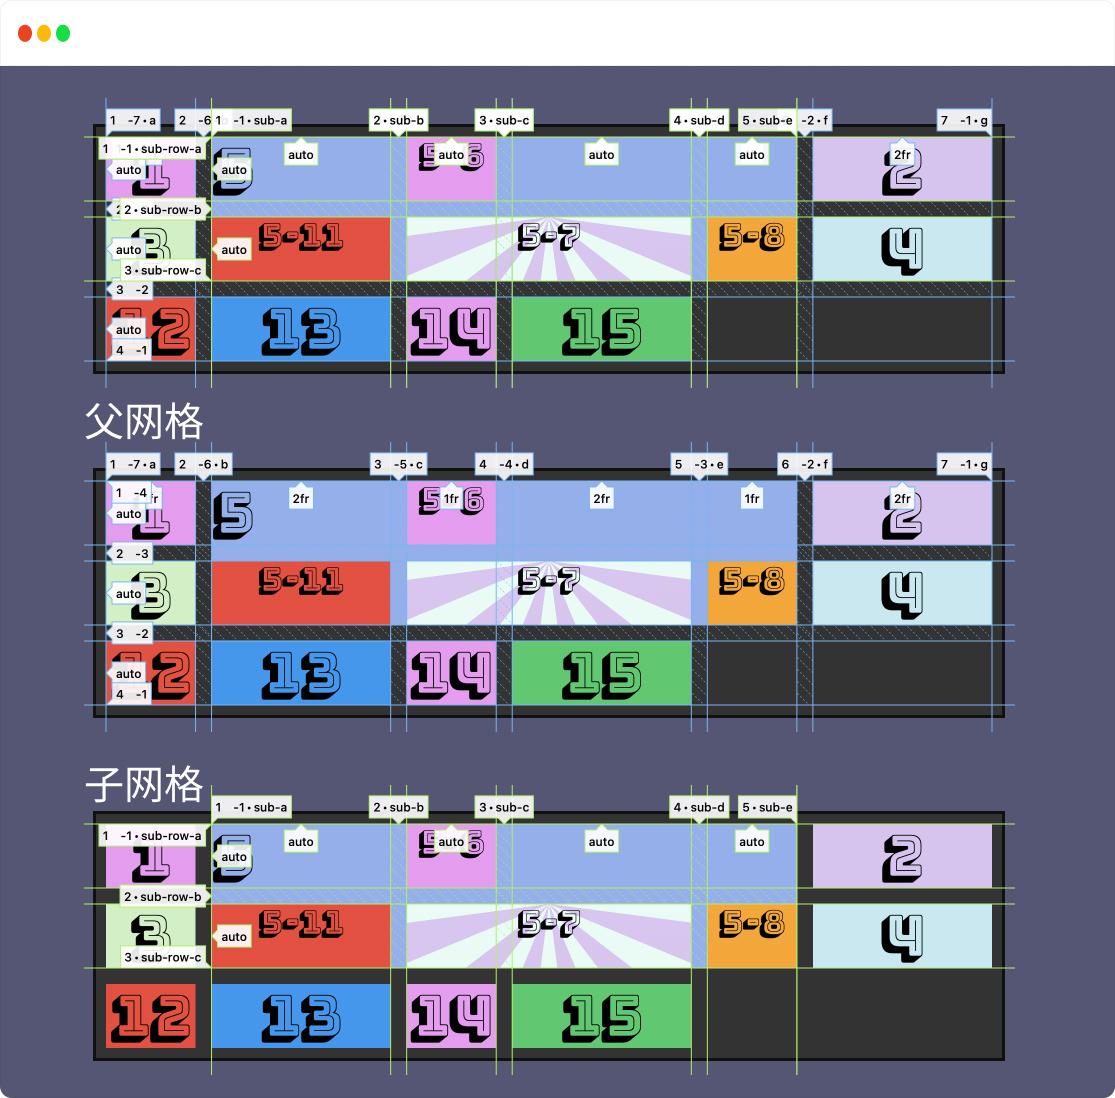 1 -7•a 2 -6 1 -1•sub-a 2•sub-b 3•sub-c 4•sub-d 5•sub-e -2•f 7 -1•g
1 -1•sub-row-a auto auto auto auto 2fr
auto 1 auto 5 5-6 2
2•sub-row-b
auto 3 auto 5-11 5-7 5-8 4
3•sub-row-c
3 -2
auto 12 13 14 15
4 -1
父网格
1 -7•a 2 -6•b 3 -5•c 4 -4•d 5 -3•e 6 -2•f 7 -1•g
1 -4 fr 2fr 1fr 2fr 1fr 2fr
auto 1 5 5-6 2
2 -3
auto 3 5-11 5-7 5-8 4
3 -2
auto 12 13 14 15
4 -1
子网格
1 -1•sub-a 2•sub-b 3•sub-c 4•sub-d 5•sub-e
1 -1•sub-row-a auto auto auto auto
1 auto 5 5-6 2
2•sub-row-b
3 auto 5-11 5-7 5-8 4
3•sub-row-c
12 13 14 15